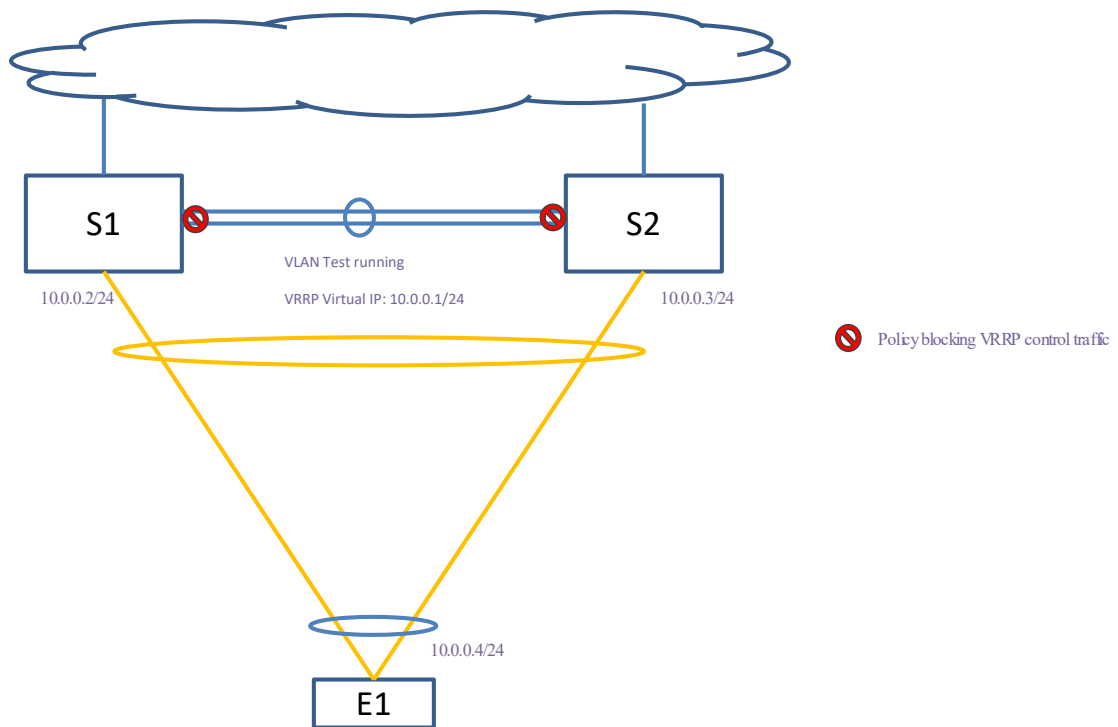 S1
S2
VLAN Test running
VRRP Virtual IP: 10.0.0.1/24
10.0.0.2/24
10.0.0.3/24
Policy blocking VRRP control traffic
10.0.0.4/24
E1